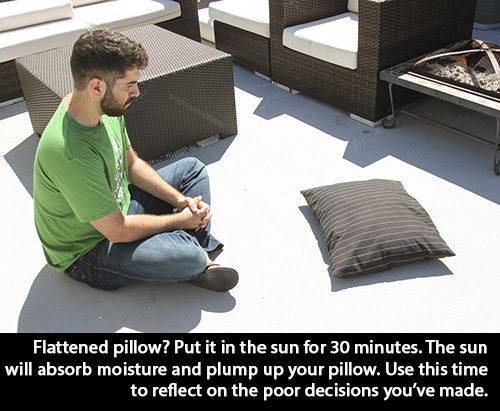 Flattened pillow? Put it in the sun for 30 minutes. The sun
will absorb moisture and plump up your pillow. Use this time
to reflect on the poor decisions you've made.